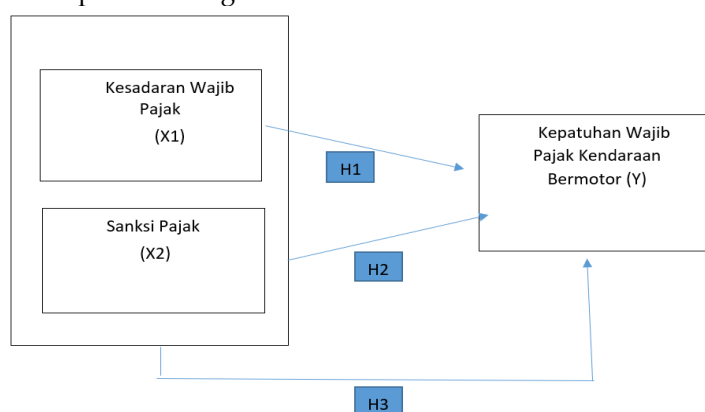 Kesadaran Wajib
Pajak
(X1)
Kepatuhan Wajib
Pajak Kendaraan
Bermotor (Y)
H1
Sanksi Pajak
(X2)
H2
H3